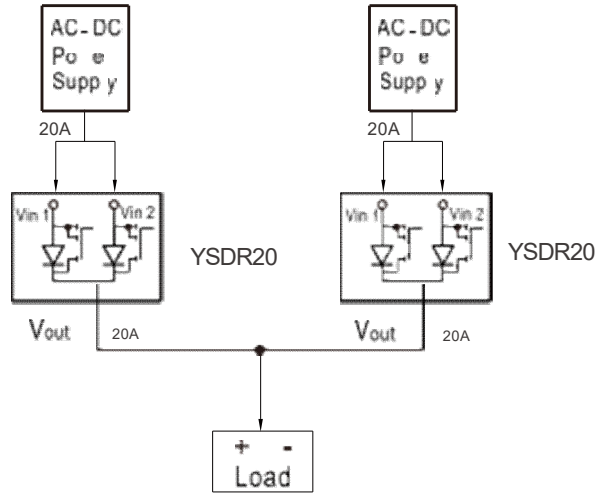 AC-DC
Po e
Supp y
20A
Vin 1
Vin 2
YSDR20
Vout
20A
AC-DC
Po e
Supp y
20A
Vin 1
Vin 2
YSDR20
Vout
20A
+ -
Load